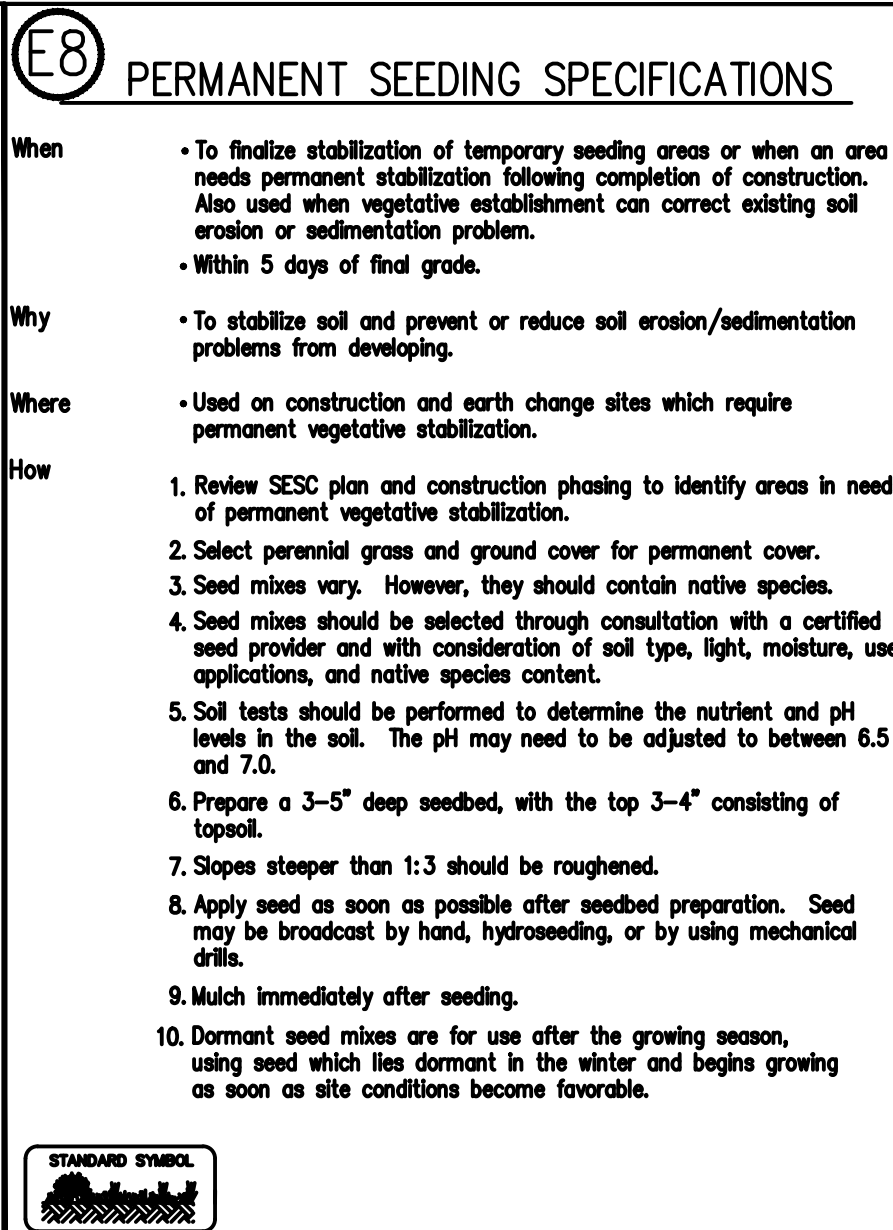 E8
PERMANENT SEEDING SPECIFICATIONS
When
• To finalize stabilization of temporary seeding areas or when an area
needs permanent stabilization following completion of construction.
Also used when vegetative establishment can correct existing soil
erosion or sedimentation problem.
• Within 5 days of final grade.
Why
• To stabilize soil and prevent or reduce soil erosion/sedimentation
problems from developing.
Where
• Used on construction and earth change sites which require
permanent vegetative stabilization.
How
1. Review SESC plan and construction phasing to identify areas in need
of permanent vegetative stabilization.
2. Select perennial grass and ground cover for permanent cover.
3. Seed mixes vary. However, they should contain native species.
4. Seed mixes should be selected through consultation with a certified
seed provider and with consideration of soil type, light, moisture, use
applications, and native species content.
5. Soil tests should be performed to determine the nutrient and pH
levels in the soil. The pH may need to be adjusted to between 6.5
and 7.0.
6. Prepare a 3-5" deep seedbed, with the top 3-4" consisting of
topsoil.
7. Slopes steeper than 1:3 should be roughened.
8. Apply seed as soon as possible after seedbed preparation. Seed
may be broadcast by hand, hydroseeding, or by using mechanical
drills.
9. Mulch immediately after seeding.
10. Dormant seed mixes are for use after the growing season,
using seed which lies dormant in the winter and begins growing
as soon as site conditions become favorable.
STANDARD SYMBOL